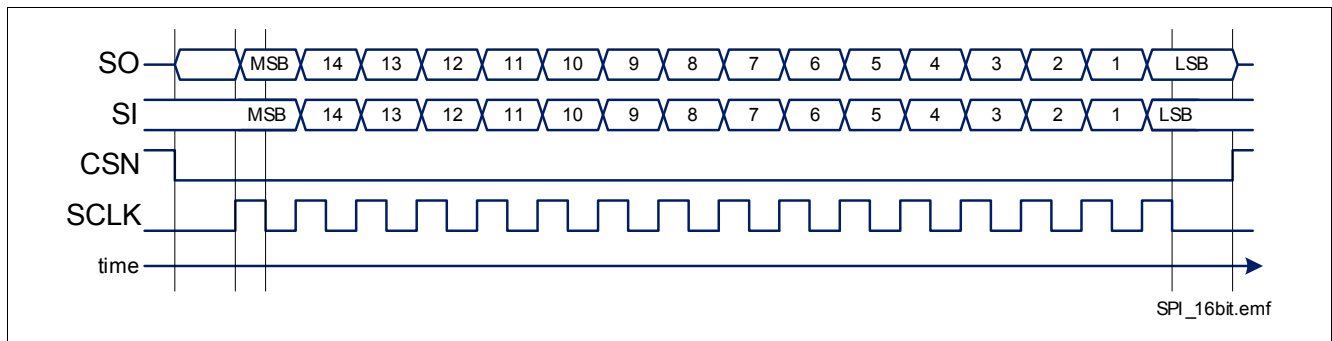 SO MSB 14 13 12 11 10 9 8 7 6 5 4 3 2 1 LSB
SI MSB 14 13 12 11 10 9 8 7 6 5 4 3 2 1 LSB
CSN
SCLK
time
SPI_16bit.emf